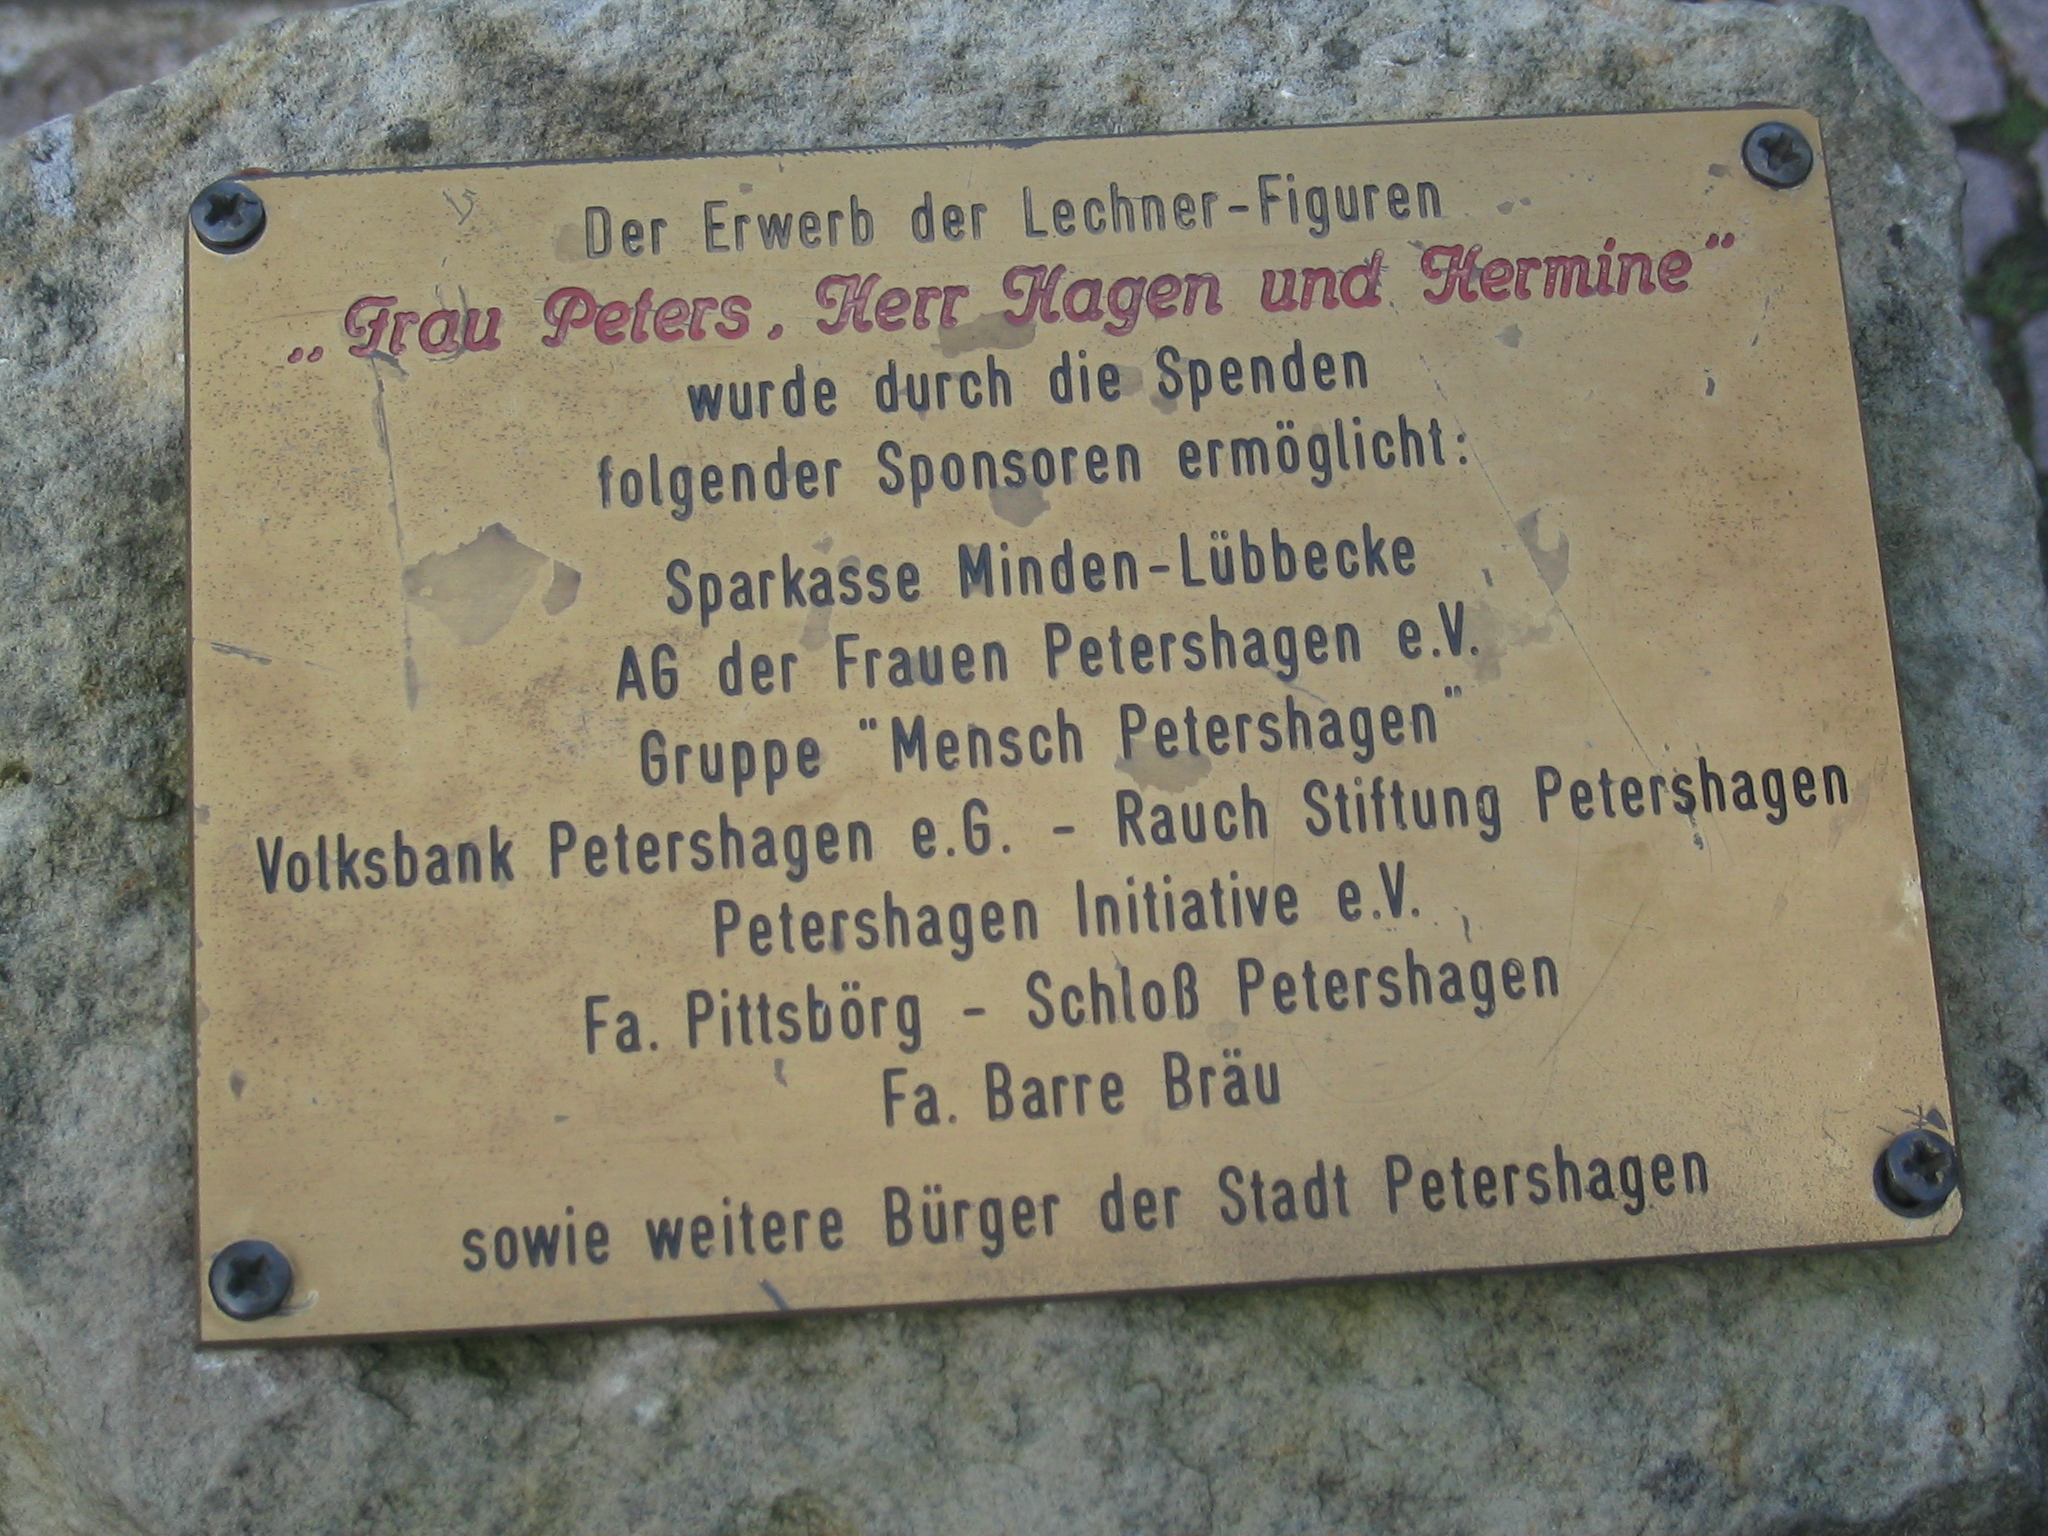 Der Erwerb der Lechner-Figuren
„Frau Peters, Herr Hagen und Hermine"
wurde durch die Spenden
folgender Sponsoren ermöglicht:
Sparkasse Minden-Lübbecke
AG der Frauen Petershagen e.V.
Gruppe "Mensch Petershagen"
Volksbank Petershagen e.G. - Rauch Stiftung Petershagen
Petershagen Initiative e.V.
Fa. Pittsbörg - Schloß Petershagen
Fa. Barre Bräu
sowie weitere Bürger der Stadt Petershagen